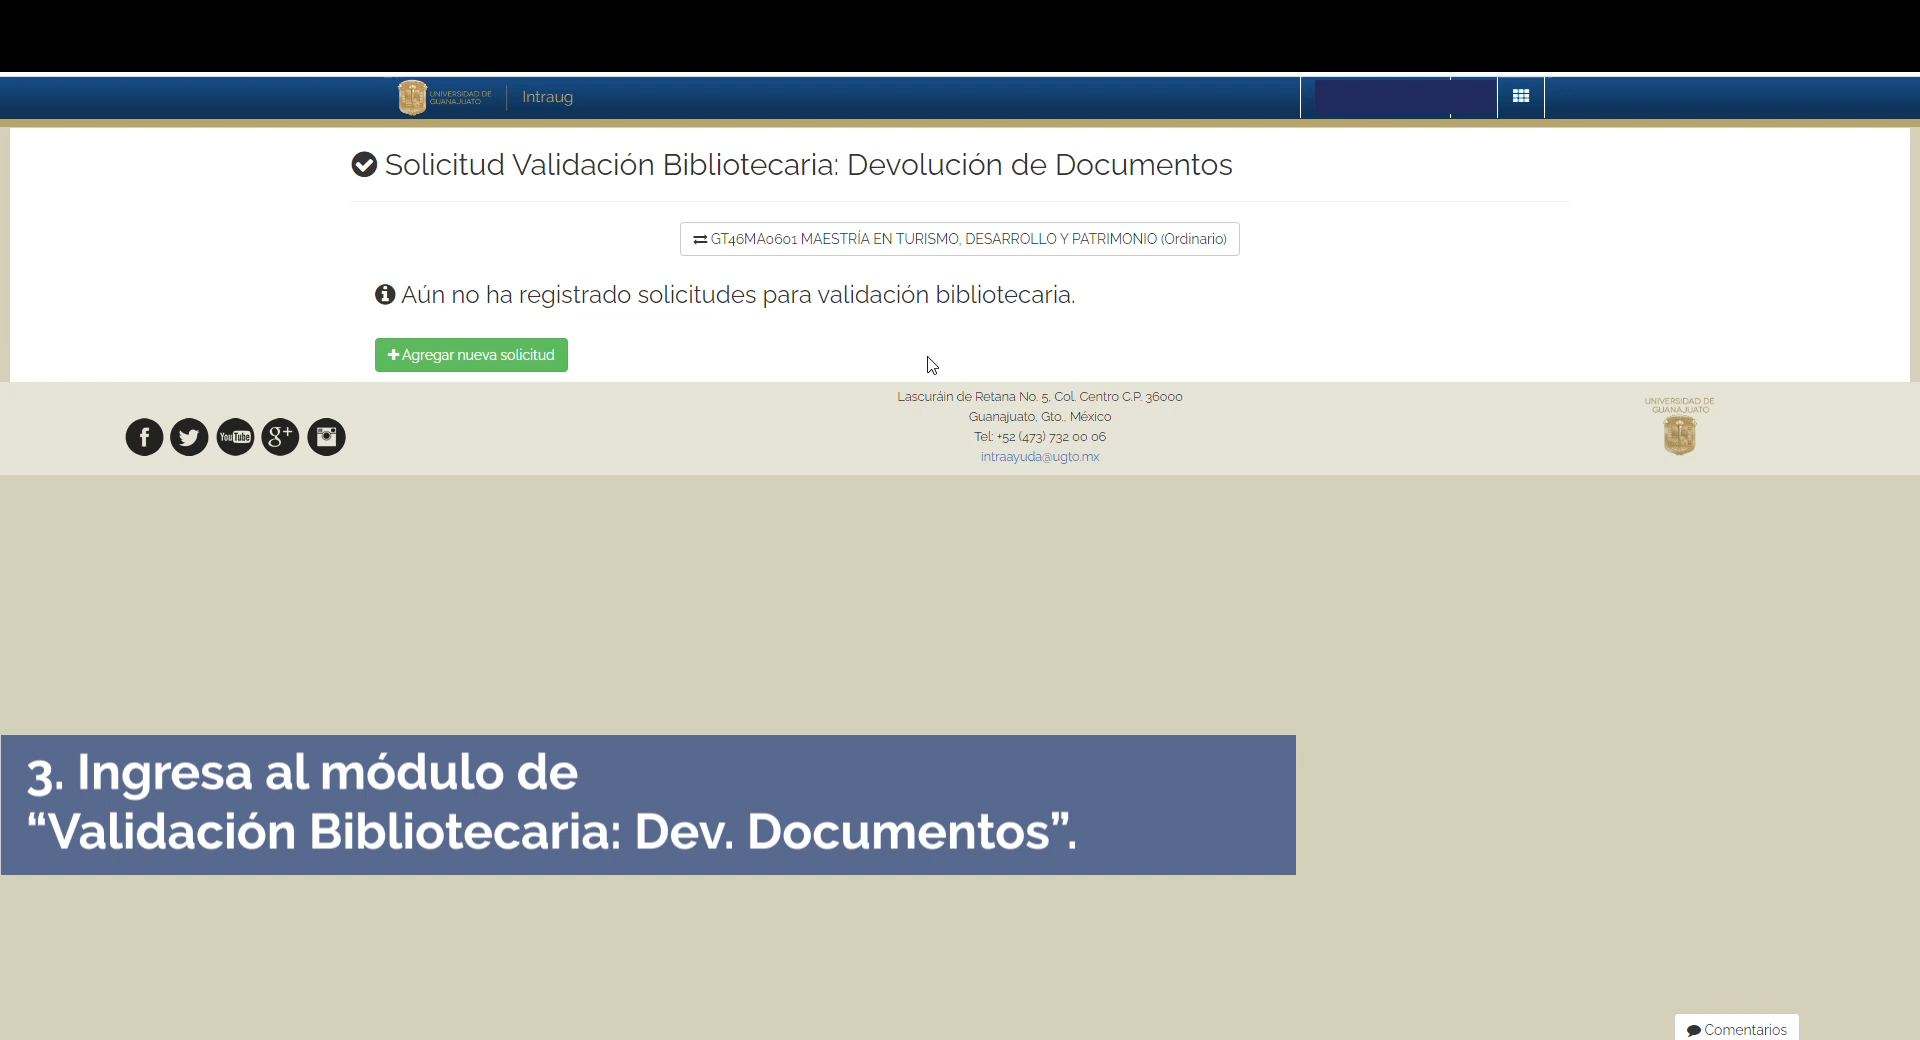 UNIVERSIDAD DE
GUANAJUATO
Intraug
Solicitud Validación Bibliotecaria: Devolución de Documentos
GT46MA0601 MAESTRÍA EN TURISMO, DESARROLLO Y PATRIMONIO (Ordinario)
Aún no ha registrado solicitudes para validación bibliotecaria.
Agregar nueva solicitud
Lascuráin de Retana No. 5, Col. Centro C.P. 36000
Guanajuato, Gto., México
Tel: +52 (473) 732 00 06
intraayuda@ugto.mx
You Tube
g+
UNIVERSIDAD DE
GUANAJUATO
3. Ingresa al módulo de
“Validación Bibliotecaria: Dev. Documentos”.
Comentarios